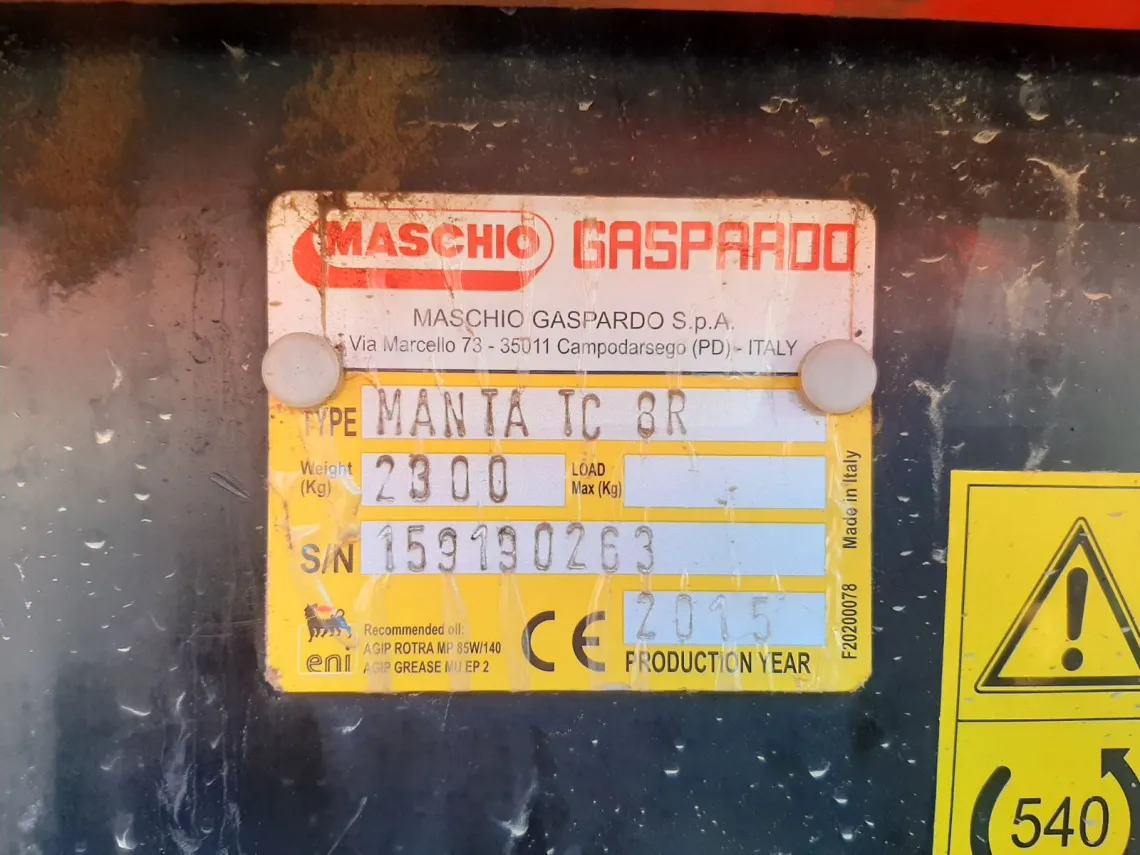 MASCHIO GASPARDO
MASCHIO GASPARDO S.p.A.
Via Marcello 73 - 35011 Campodarsego (PD) - ITALY
TYPE MANTA TC 8R
Weight (Kg) 2300 LOAD Max (Kg)
S/N 159190263
2015
PRODUCTION YEAR
CE
eni
Recommended oil:
AGIP ROTRA MP 85W/140
AGIP GREASE MU EP 2
F20200078 Made in Italy
!
540